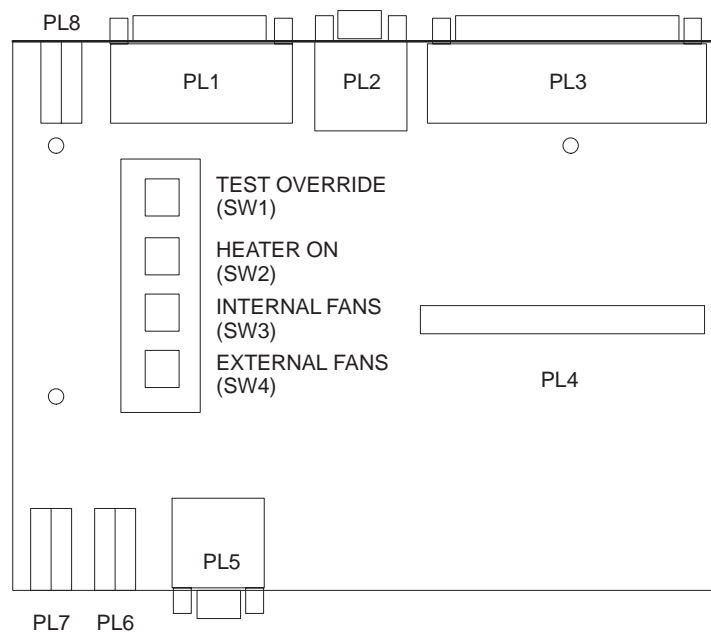 PL8
PL1
PL2
PL3
TEST OVERRIDE
(SW1)
HEATER ON
(SW2)
INTERNAL FANS
(SW3)
EXTERNAL FANS
(SW4)
PL4
PL5
PL7
PL6